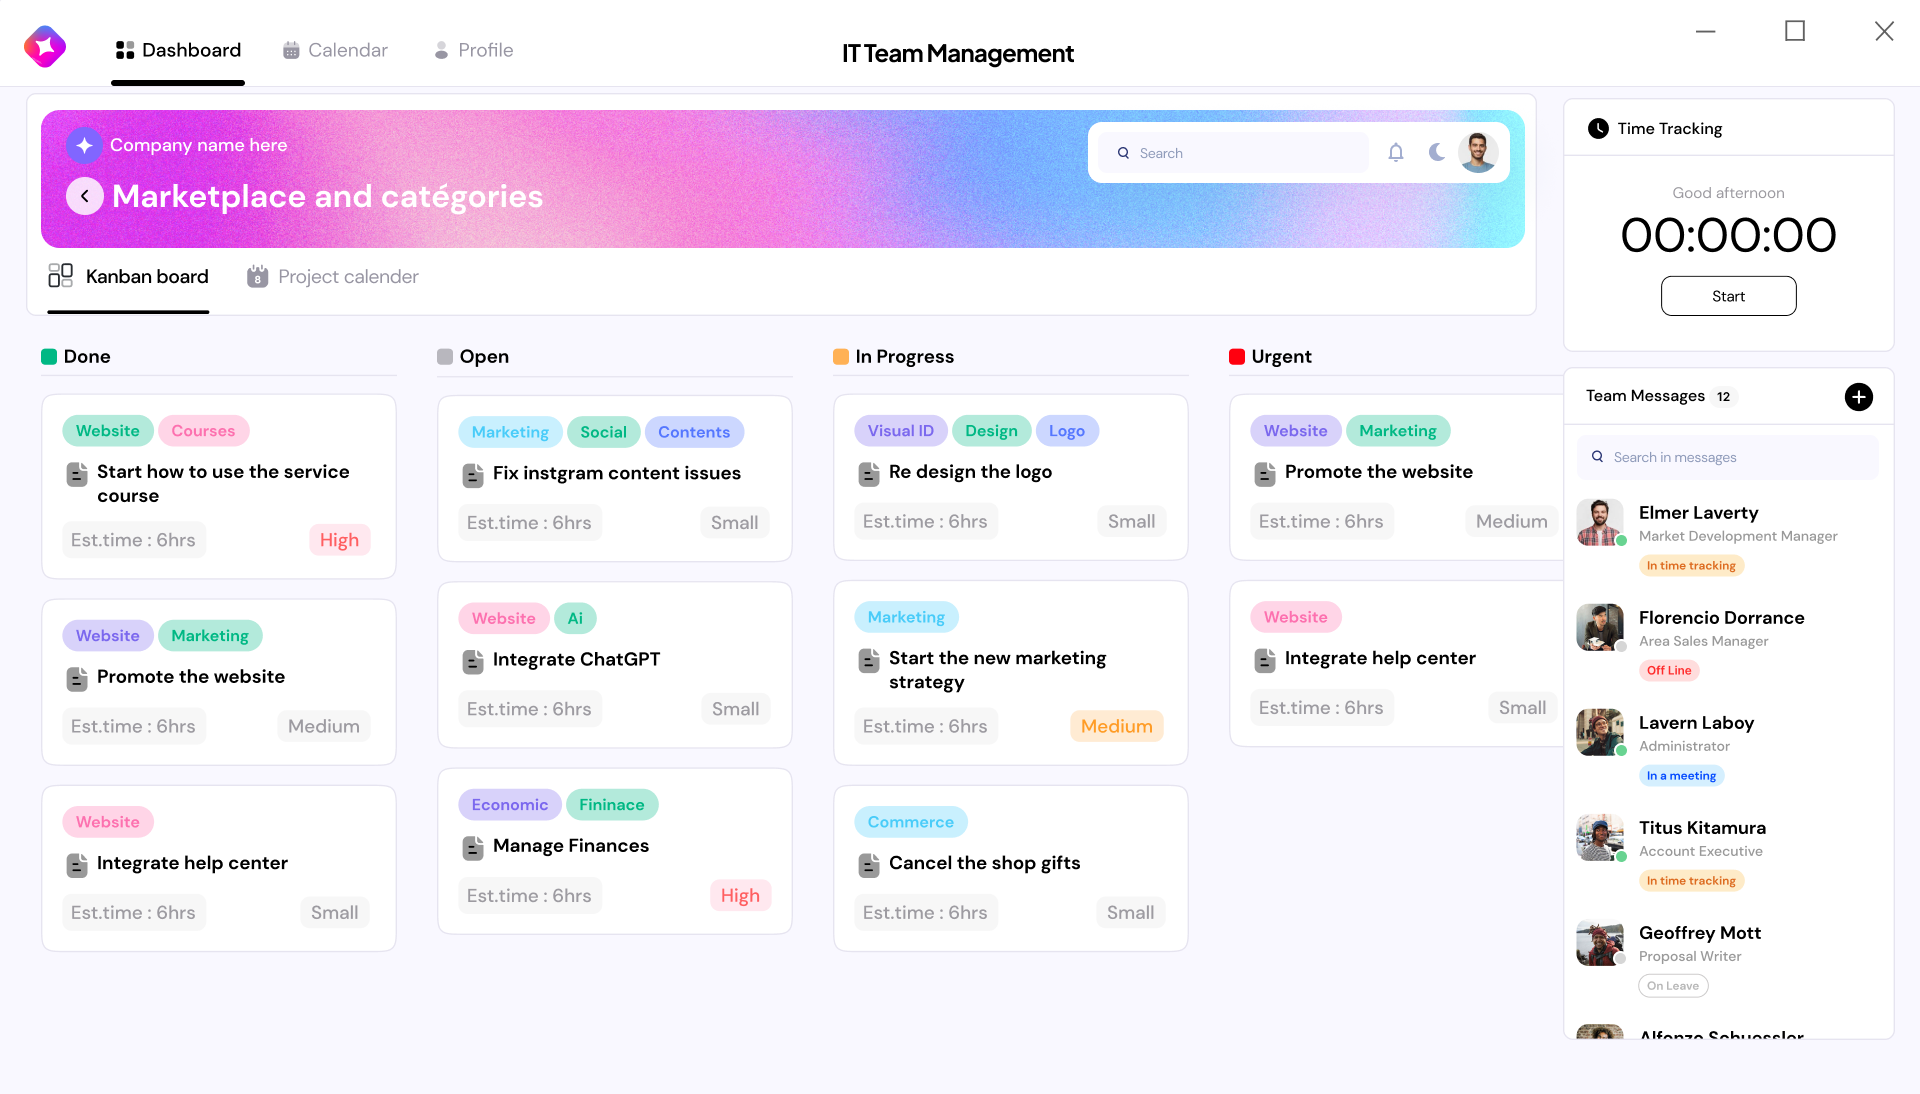 Dashboard
Calendar
Profile
IT Team Management
Company name here
Marketplace and catégories
Search
Kanban board
8
Project calender
Done
Website Courses
Start how to use the service
course
Est.time : 6hrs
High
Website Marketing
Promote the website
Est.time : 6hrs
Medium
Website
Integrate help center
Est.time : 6hrs
Small
Open
Marketing Social Contents
Fix instgram content issues
Est.time : 6hrs
Small
Website Ai
Integrate ChatGPT
Est.time : 6hrs
Small
Economic Fininace
Manage Finances
Est.time : 6hrs
High
In Progress
Visual ID Design Logo
Re design the logo
Est.time : 6hrs
Small
Marketing
Start the new marketing
strategy
Est.time : 6hrs
Medium
Commerce
Cancel the shop gifts
Est.time : 6hrs
Small
Urgent
Website Marketing
Promote the website
Est.time : 6hrs
Medium
Website
Integrate help center
Est.time : 6hrs
Small
Time Tracking
Good afternoon
00:00:00
Start
Team Messages 12
Search in messages
Elmer Laverty
Market Development Manager
In time tracking
Florencio Dorrance
Area Sales Manager
Off Line
Lavern Laboy
Administrator
In a meeting
Titus Kitamura
Account Executive
In time tracking
Geoffrey Mott
Proposal Writer
On Leave
Alfonzo Schuessler